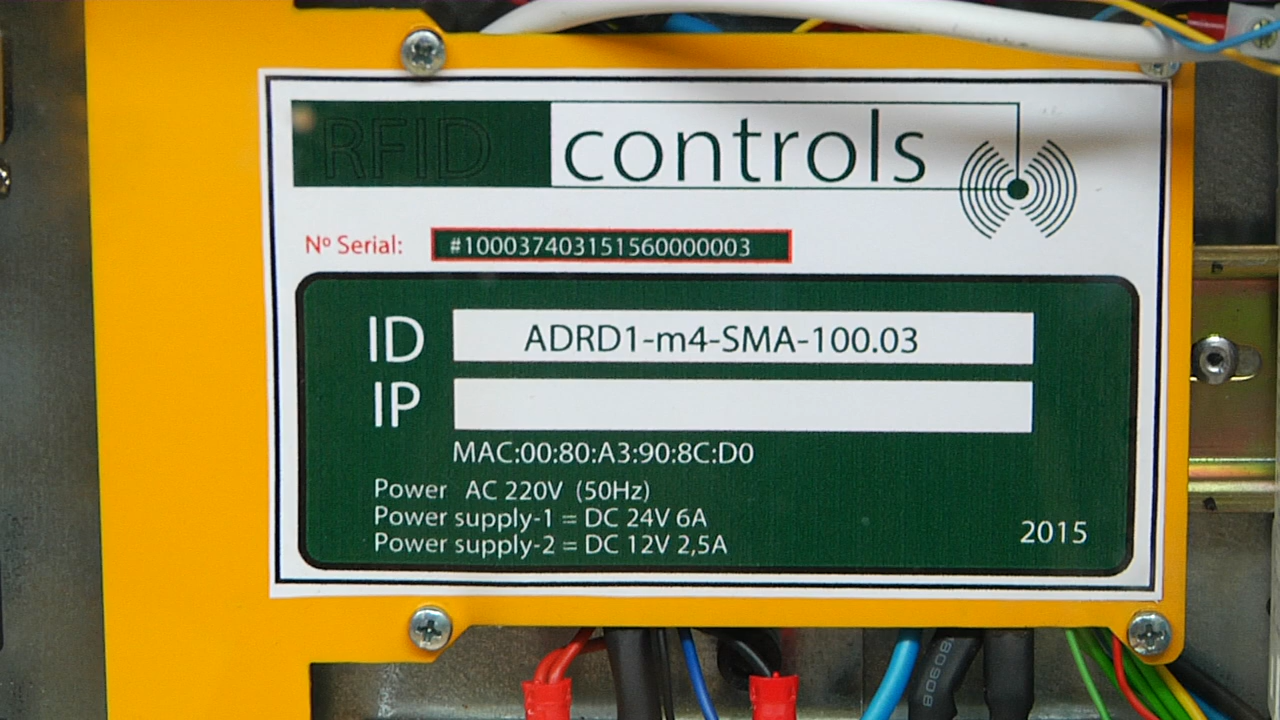 RFID controls
Nº Serial: #100037403151560000003
ID ADRD1-m4-SMA-100.03
IP
MAC:00:80:A3:90:8C:D0
Power AC 220V (50Hz)
Power supply-1 = DC 24V 6A
Power supply-2 = DC 12V 2,5A
2015